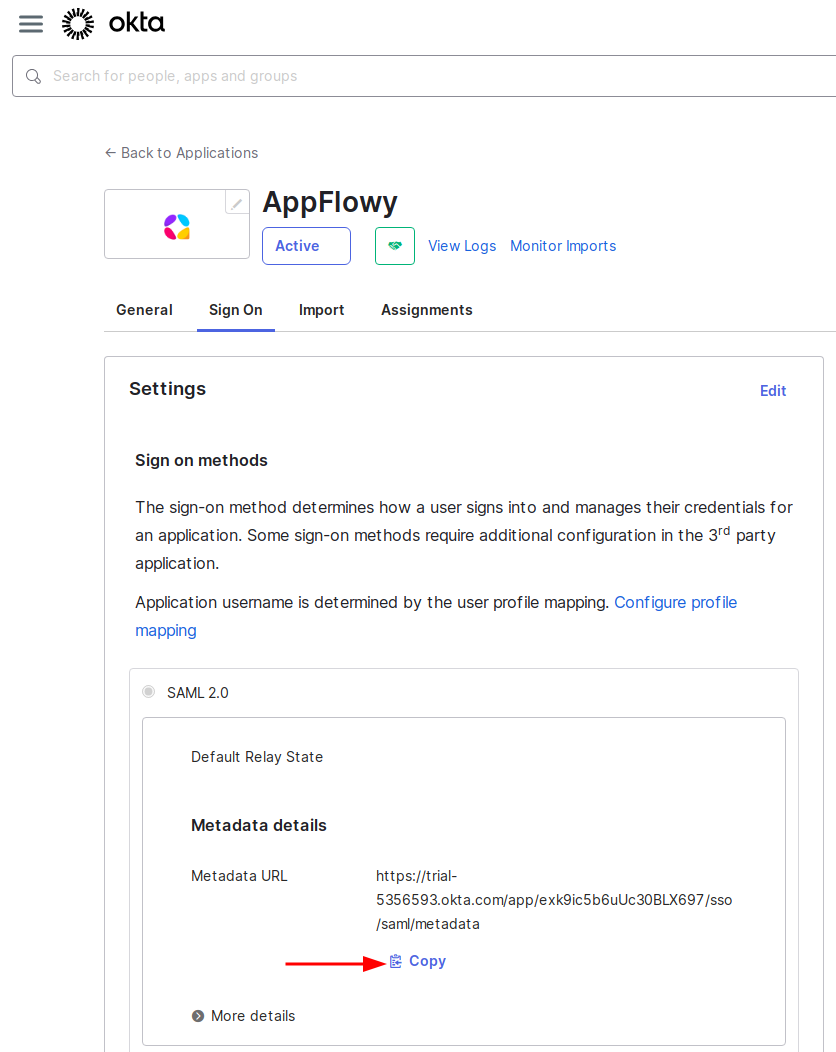 okta
Search for people, apps and groups
← Back to Applications
AppFlowy
Active
View Logs
Monitor Imports
General
Sign On
Import
Assignments
Settings
Edit
Sign on methods
The sign-on method determines how a user signs into and manages their credentials for
an application. Some sign-on methods require additional configuration in the 3rd party
application.
Application username is determined by the user profile mapping. Configure profile
mapping
SAML 2.0
Default Relay State
Metadata details
Metadata URL
https://trial-
5356593.okta.com/app/exk9ic5b6uUc30BLX697/sso
/saml/metadata
Copy
More details